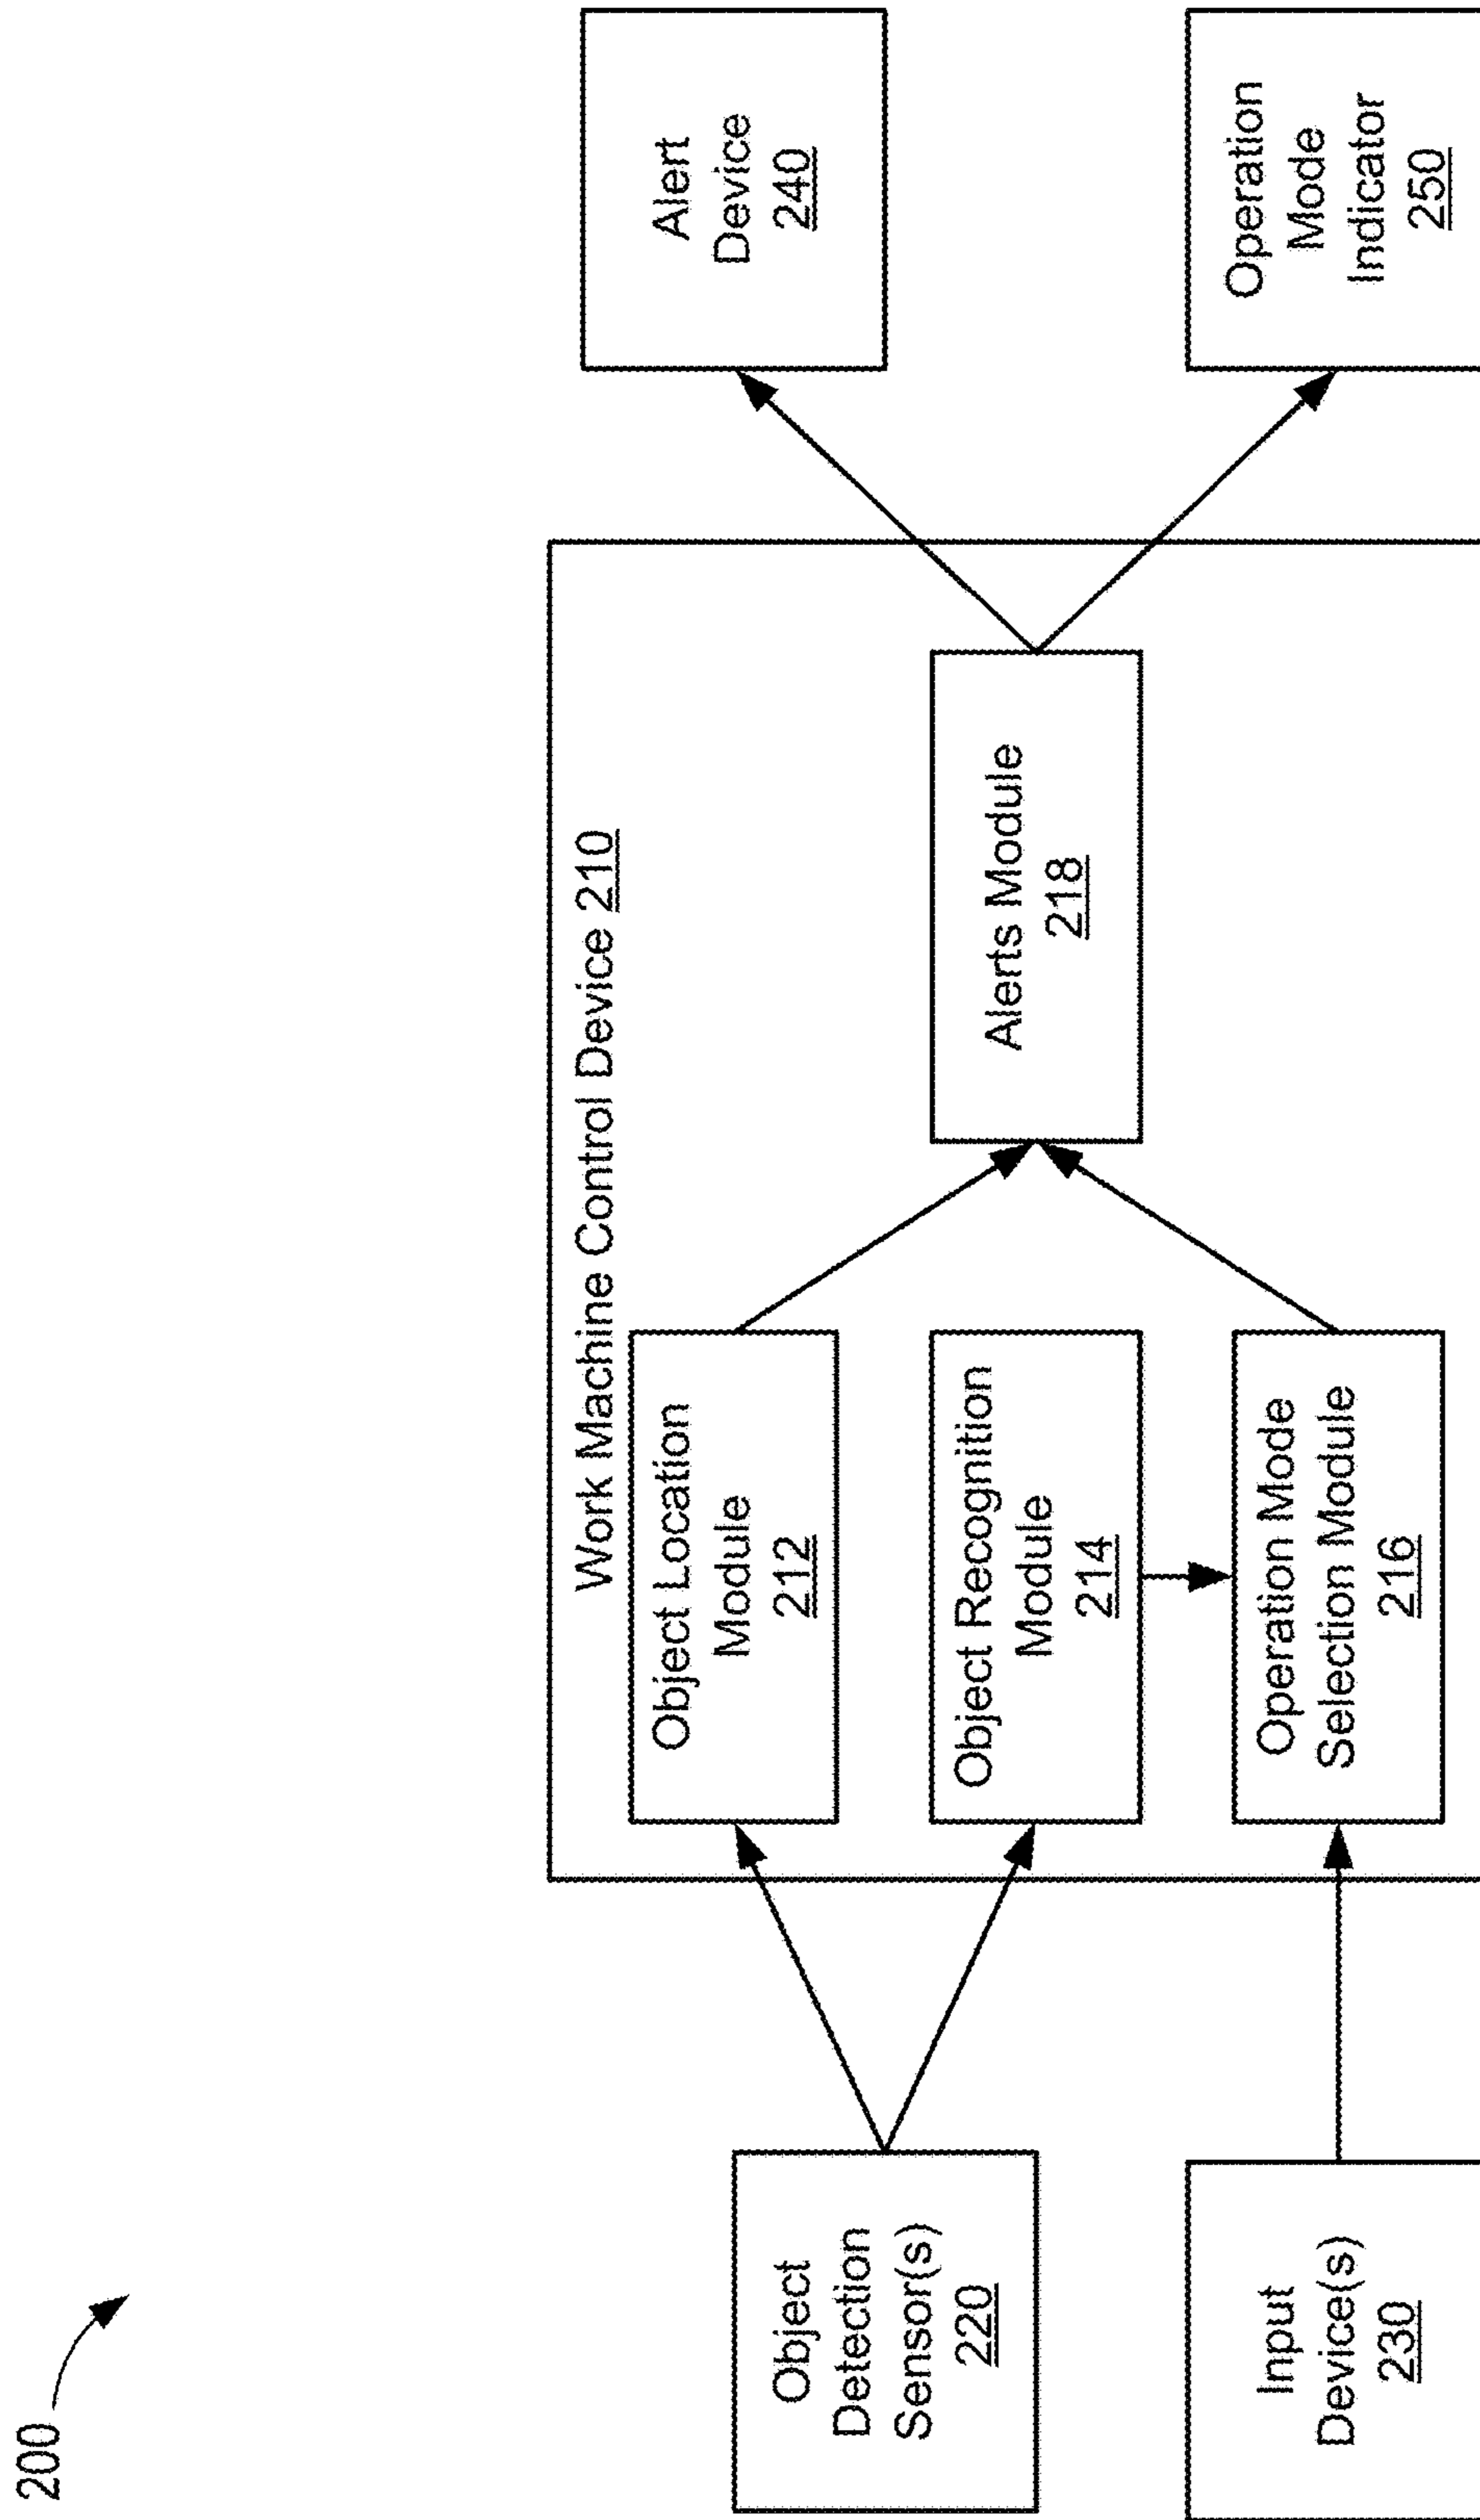 200
Work Machine Control Device 210
Object
Detection
Sensor(s)
220
Input
Device(s)
230
Object Location
Module
212
Object Recognition
Module
214
Operation Mode
Selection Module
216
Alerts Module
218
Alert
Device
240
Operation
Mode
Indicator
250